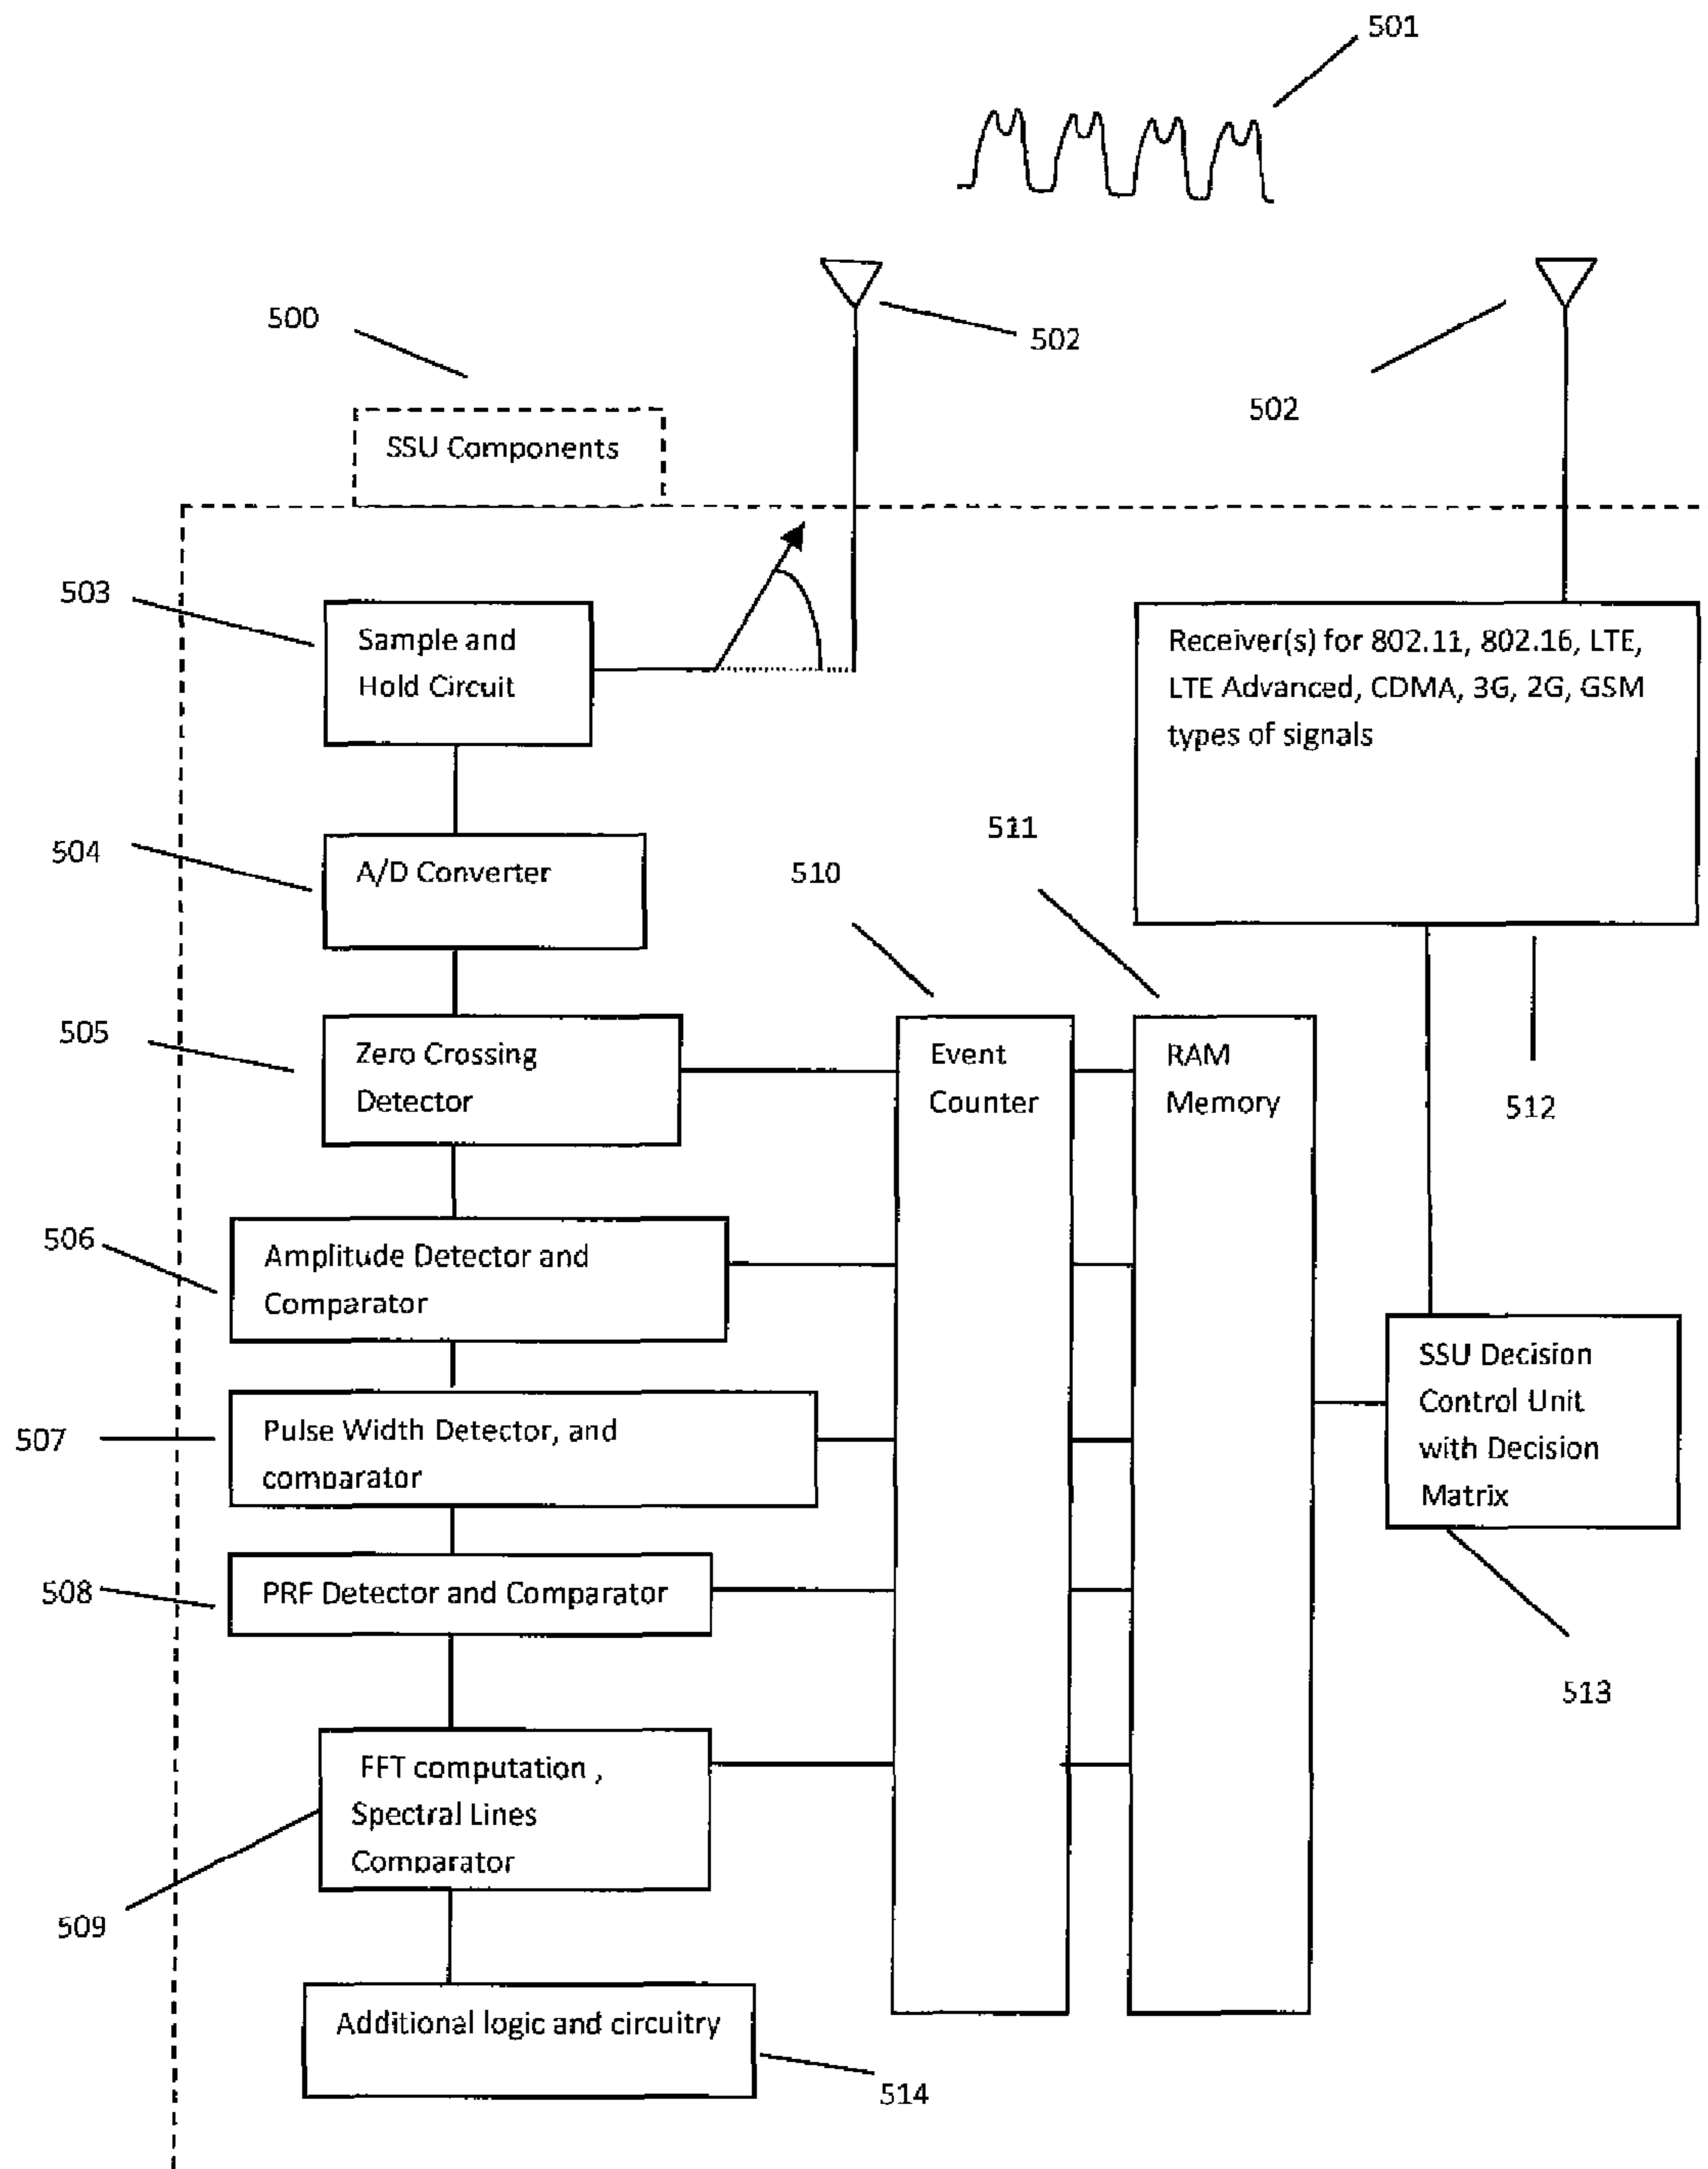 501
500
502
502
SSU Components
503
Sample and
Hold Circuit
Receiver(s) for 802.11, 802.16, LTE,
LTE Advanced, CDMA, 3G, 2G, GSM
types of signals
504
A/D Converter
510
511
505
Zero Crossing
Detector
Event
Counter
RAM
Memory
512
506
Amplitude Detector and
Comparator
507
Pulse Width Detector, and
comparator
SSU Decision
Control Unit
with Decision
Matrix
508
PRF Detector and Comparator
513
509
FFT computation ,
Spectral Lines
Comparator
Additional logic and circuitry
514